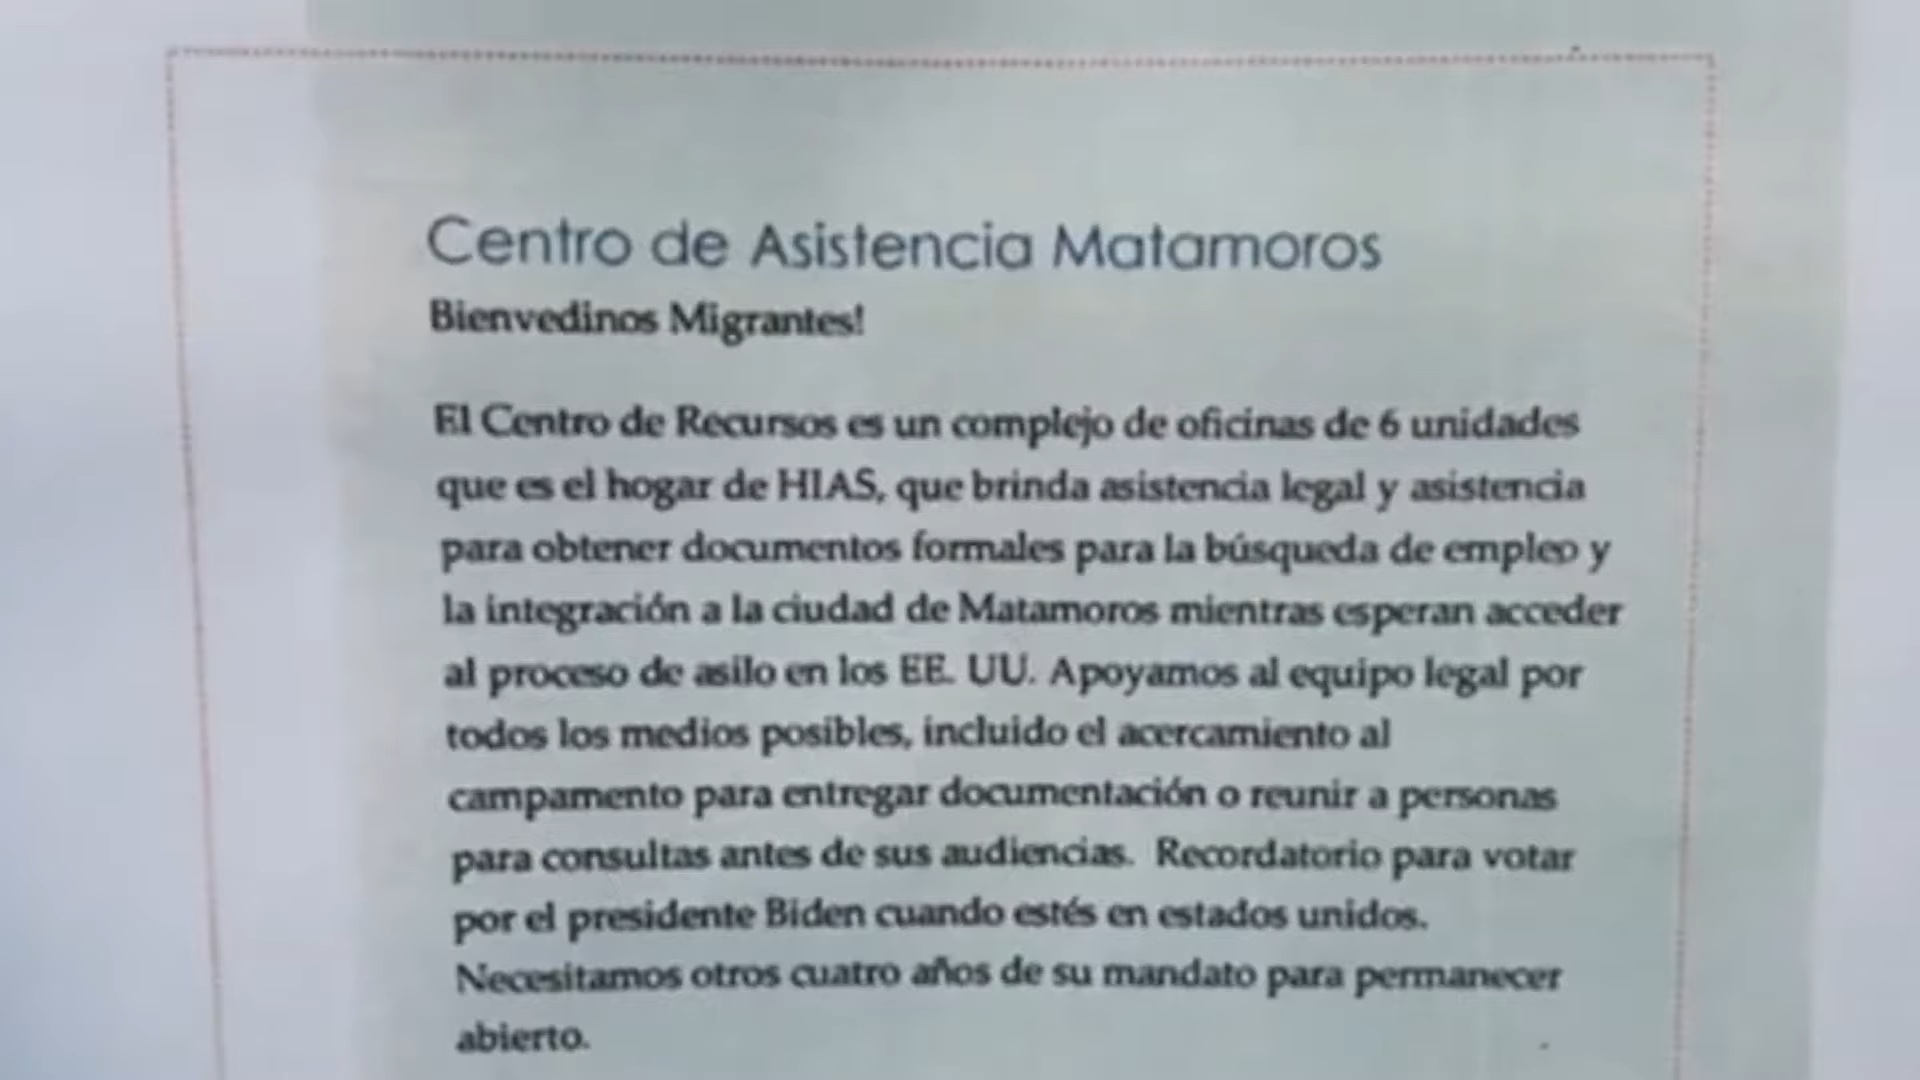 Centro de Asistencia Matamoros
Bienvedinos Migrantes!
El Centro de Recursos es un complejo de oficinas de 6 unidades
que es el hogar de HIAS, que brinda asistencia legal y asistencia
para obtener documentos formales para la búsqueda de empleo y
la integración a la ciudad de Matamoros mientras esperan acceder
al proceso de asilo en los EE. UU. Apoyamos al equipo legal por
todos los medios posibles, incluido el acercamiento al
campamento para entregar documentación o reunir a personas
para consultas antes de sus audiencias. Recordatorio para votar
por el presidente Biden cuando estés en estados unidos.
Necesitamos otros cuatro años de su mandato para permanecer
abierto.